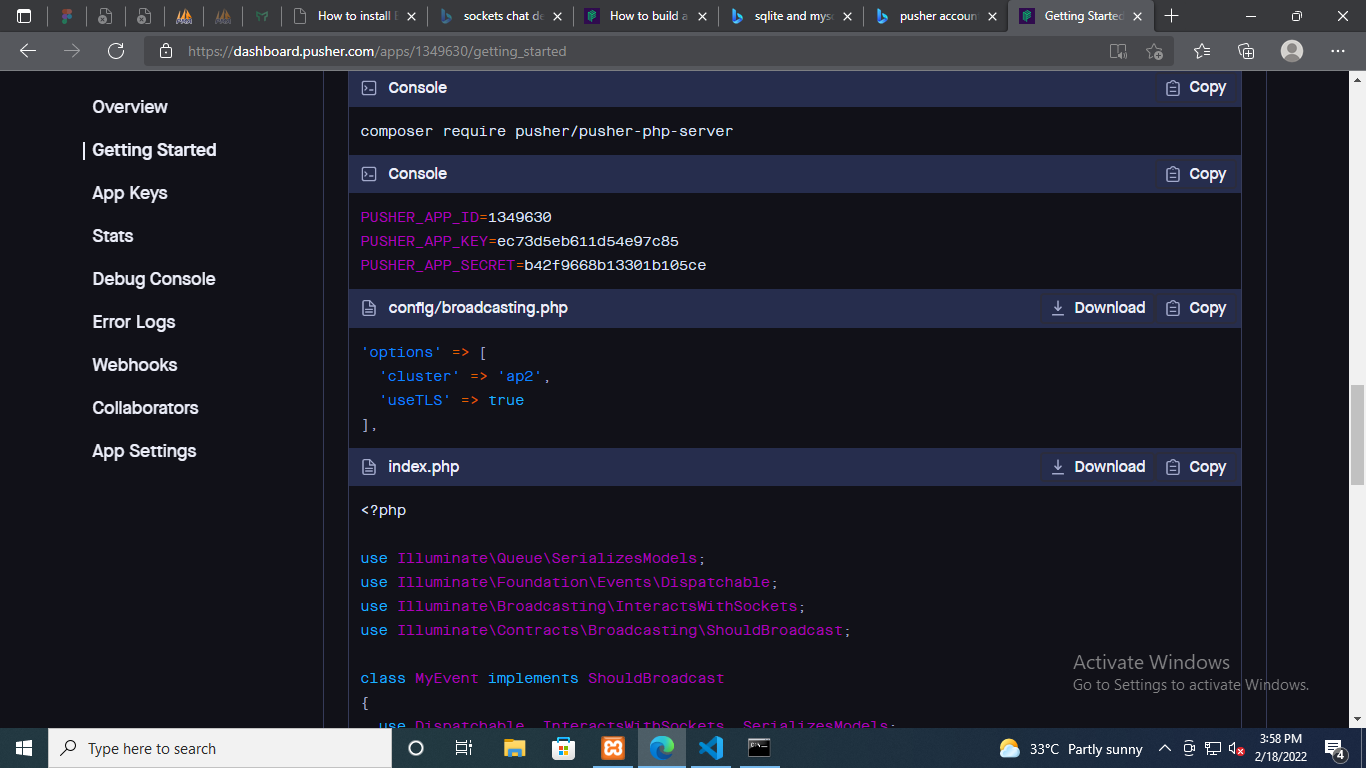 How to install E
sockets chat de
How to build a
sqlite and mys
pusher accoun
Getting Started
https://dashboard.pusher.com/apps/1349630/getting_started
Overview
Getting Started
App Keys
Stats
Debug Console
Error Logs
Webhooks
Collaborators
App Settings
Console
Copy
composer require pusher/pusher-php-server
Console
Copy
PUSHER_APP_ID=1349630
PUSHER_APP_KEY=ec73d5eb611d54e97c85
PUSHER_APP_SECRET=b42f9668b13301b105ce
config/broadcasting.php
Download
Copy
'options' => [
'cluster' => 'ap2',
'useTLS' => true
],
index.php
Download
Copy
<?php
use Illuminate\Queue\SerializesModels;
use Illuminate\Foundation\Events\Dispatchable;
use Illuminate\Broadcasting\InteractsWithSockets;
use Illuminate\Contracts\Broadcasting\ShouldBroadcast;
class MyEvent implements ShouldBroadcast
{
use Dispatchable, InteractsWithSockets, SerializesModels;
Activate Windows
Go to Settings to activate Windows.
Type here to search
33°C Partly sunny
3:58 PM
2/18/2022
4